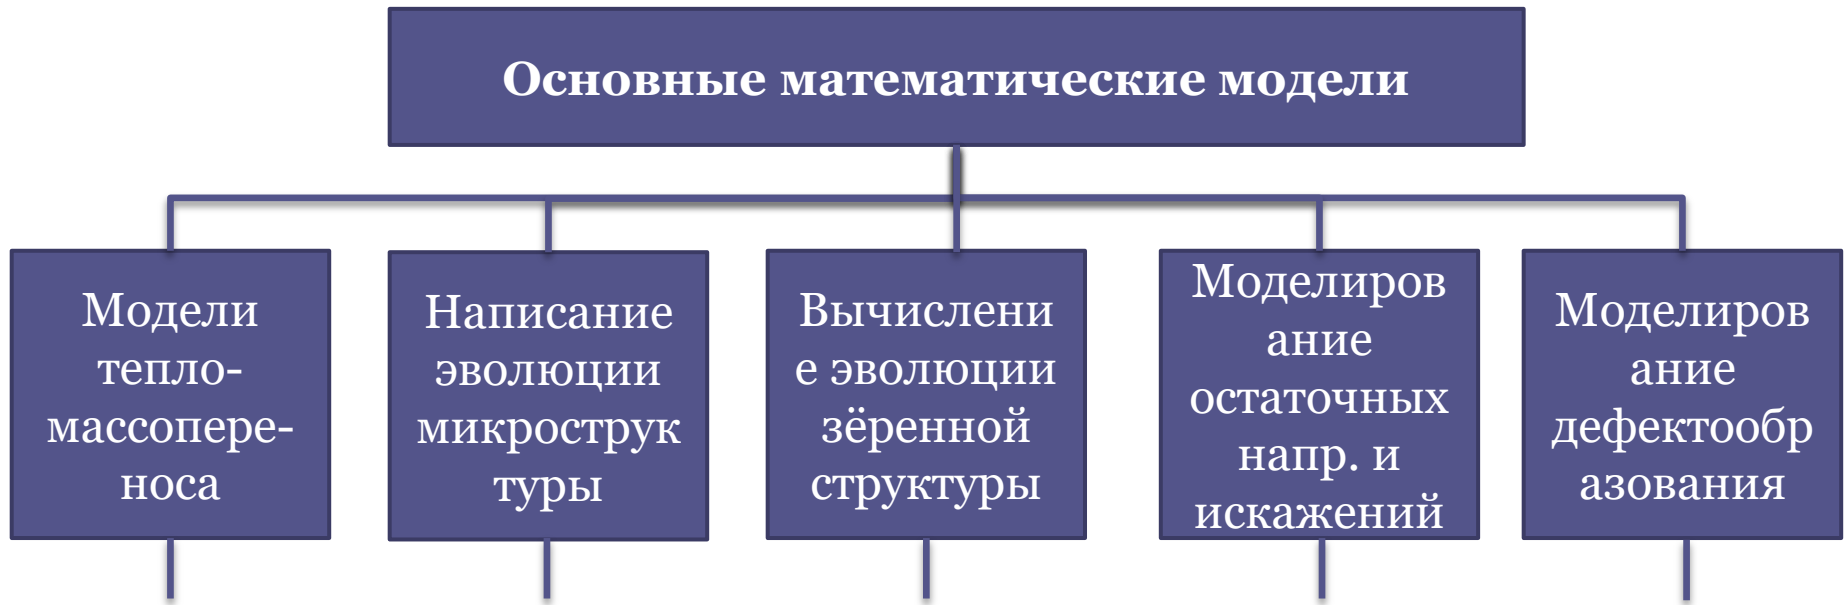 Основные математические модели
Модели
тепло-
массопере-
носа
Написание
эволюции
микрострук
туры
Вычислени
е эволюции
зёренной
структуры
Моделиров
ание
остаточных
напр. и
искажений
Моделиров
ание
дефектообр
азования